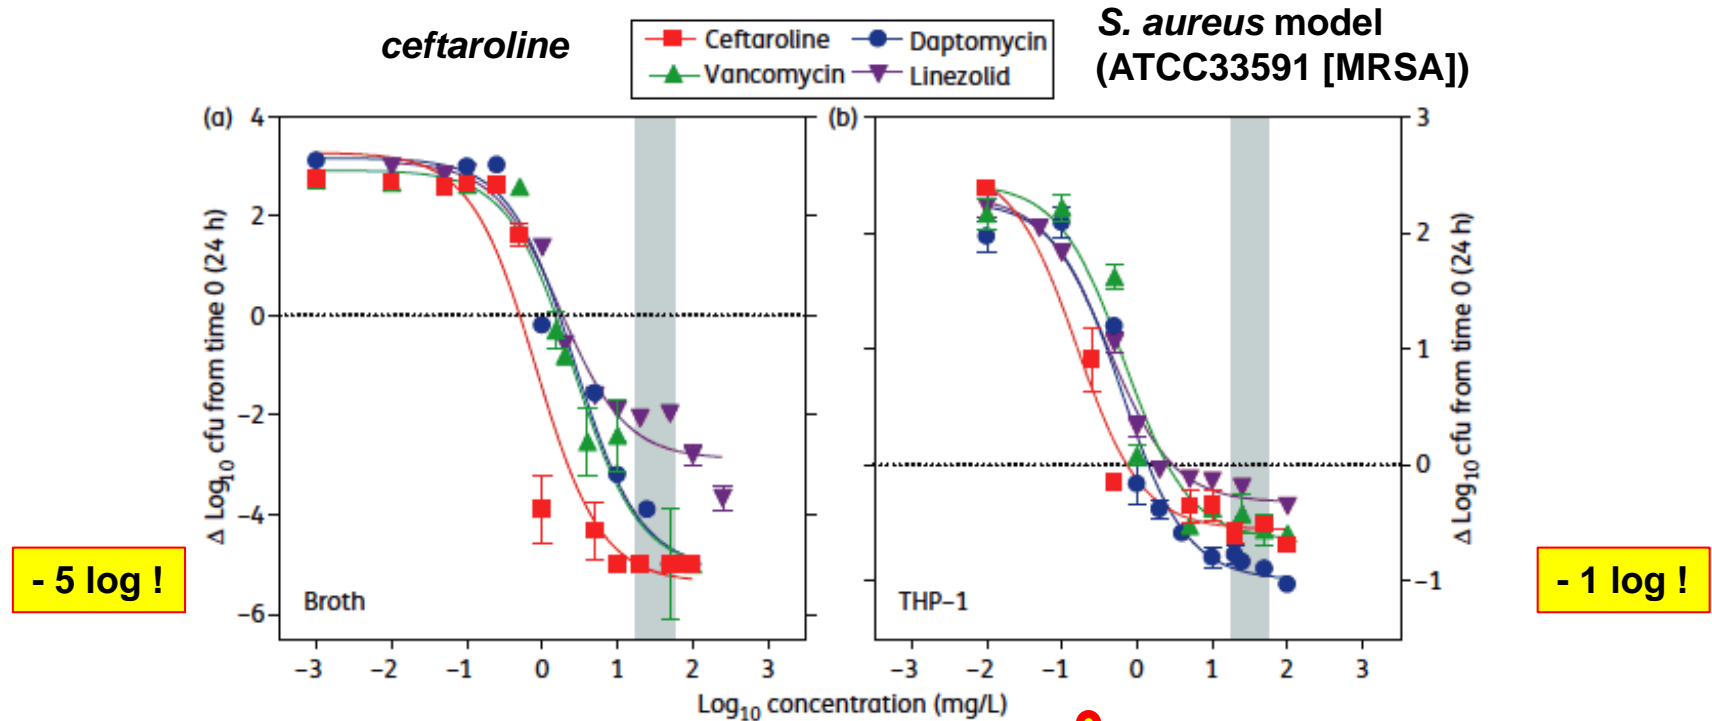 ceftaroline
Ceftaroline
Daptomycin
Vancomycin
Linezolid
S. aureus model
(ATCC33591 [MRSA])
(a)
4
2
0
−2
−4
−6
Δ Log10 cfu from time 0 (24 h)
Broth
−3 −2 −1 0 1 2 3
(b)
3
2
1
0
−1
Δ Log10 cfu from time 0 (24 h)
THP−1
−3 −2 −1 0 1 2 3
Log10 concentration (mg/L)
- 5 log !
- 1 log !